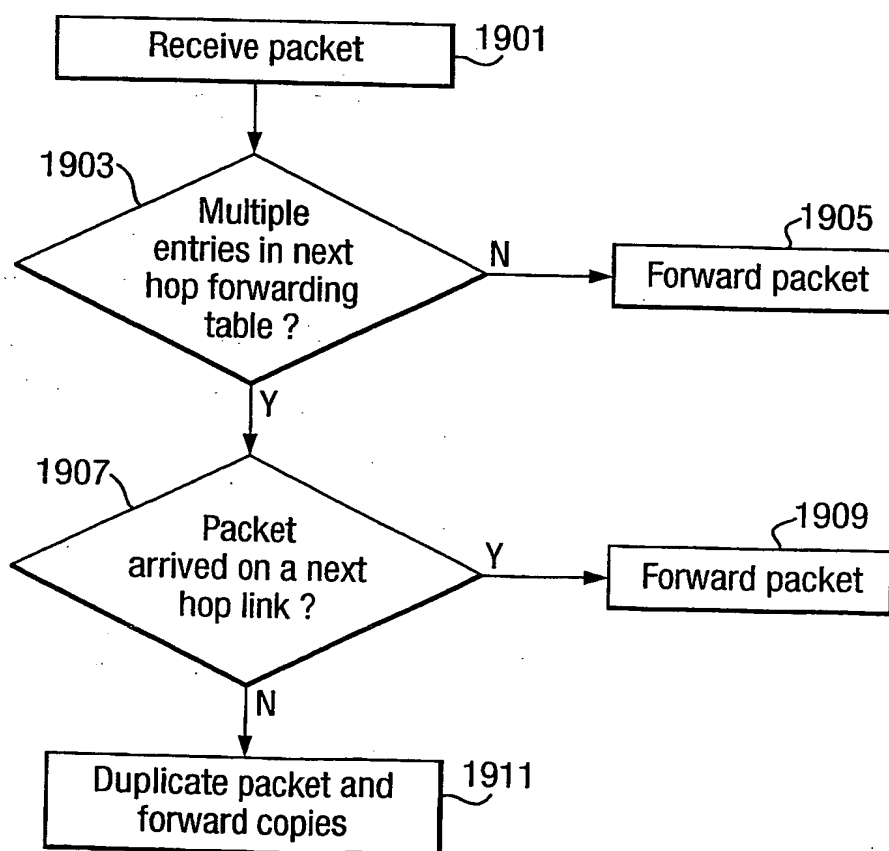 Receive packet
1901
1903
Multiple
entries in next
hop forwarding
table ?
N
1905
Forward packet
Y
1907
Packet
arrived on a next
hop link ?
Y
1909
Forward packet
N
Duplicate packet and
forward copies
1911